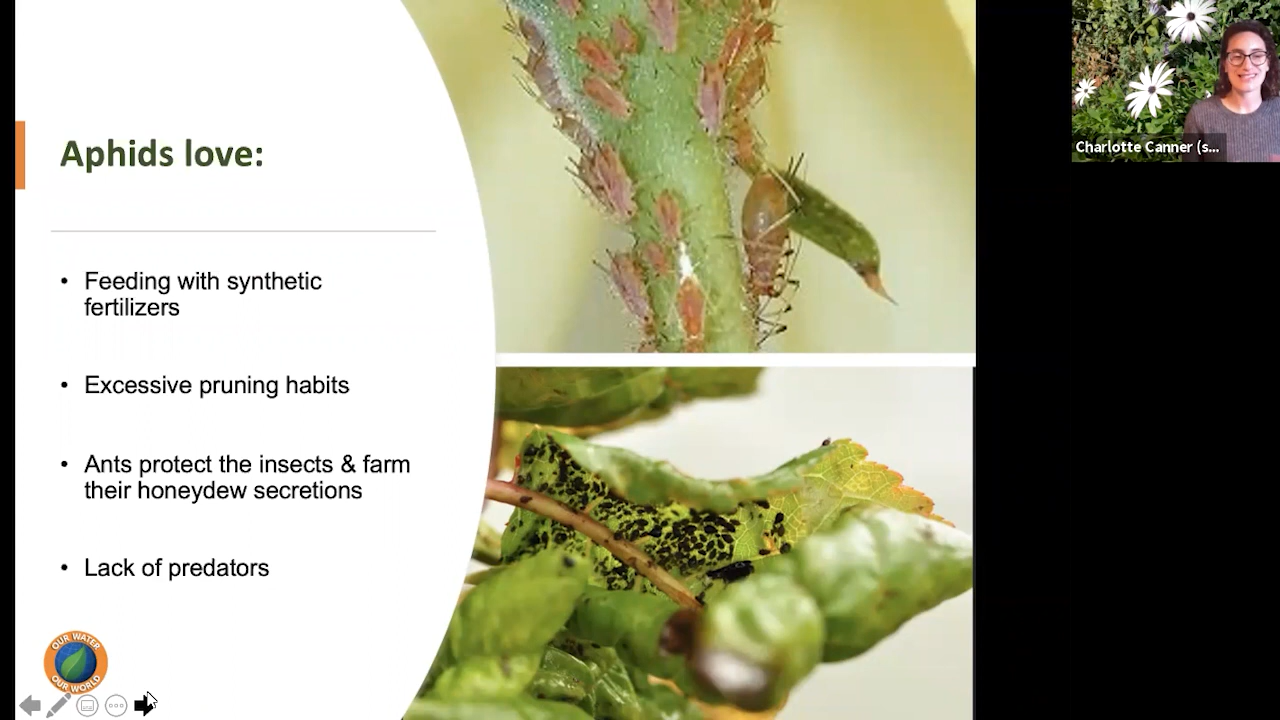 Aphids love:
• Feeding with synthetic
fertilizers
• Excessive pruning habits
• Ants protect the insects & farm
their honeydew secretions
• Lack of predators
OUR WATER
OUR WORLD
Charlotte Canner (s...